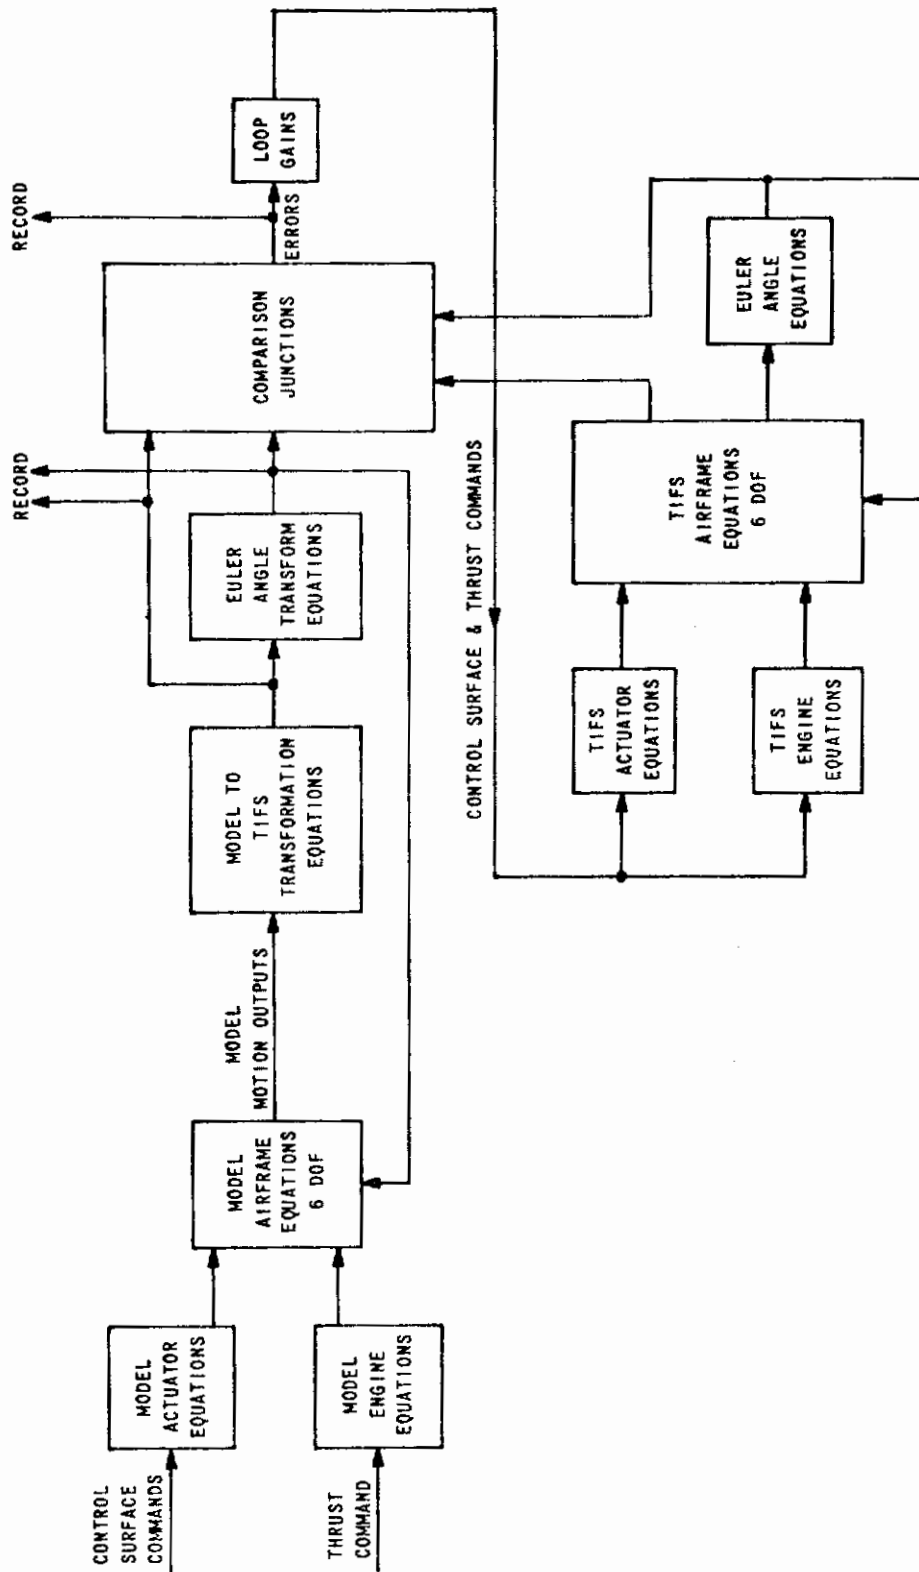 CONTROL
SURFACE
COMMANDS
THRUST
COMMAND
MODEL
ACTUATOR
EQUATIONS
MODEL
ENGINE
EQUATIONS
MODEL
AIRFRAME
EQUATIONS
6 DOF
MODEL
MOTION OUTPUTS
MODEL TO
TIFS
TRANSFORMATION
EQUATIONS
EULER
ANGLE
TRANSFORM
EQUATIONS
RECORD
COMPARISON
JUNCTIONS
ERRORS
RECORD
LOOP
GAINS
CONTROL SURFACE & THRUST COMMANDS
TIFS
ACTUATOR
EQUATIONS
TIFS
ENGINE
EQUATIONS
TIFS
AIRFRAME
EQUATIONS
6 DOF
EULER
ANGLE
EQUATIONS